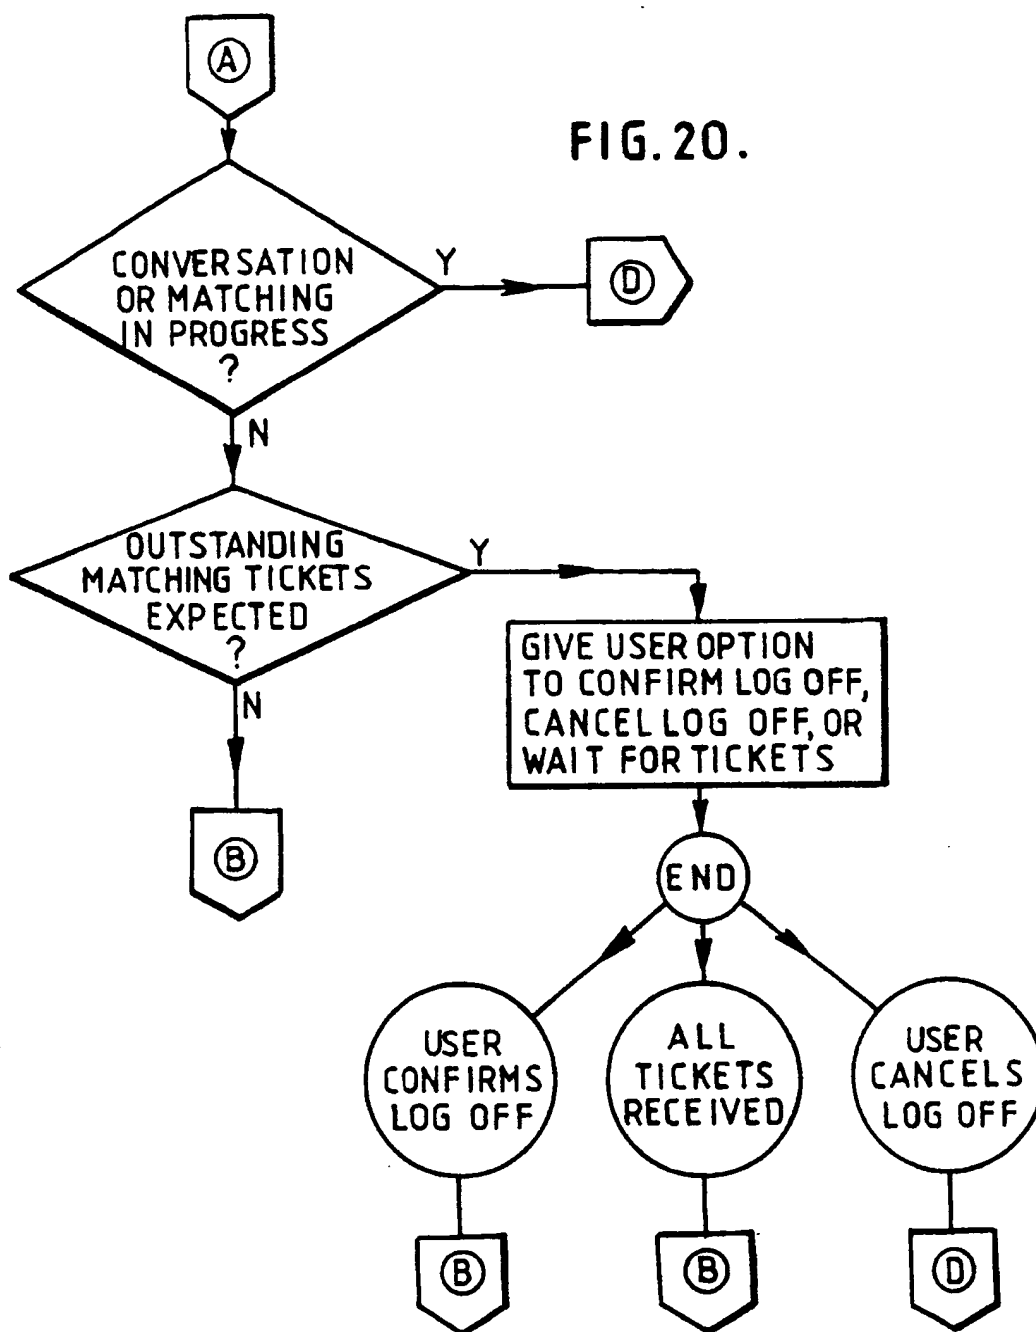 A
FIG. 20.
CONVERSATION
OR MATCHING
IN PROGRESS
?
Y
D
N
OUTSTANDING
MATCHING TICKETS
EXPECTED
?
Y
N
B
GIVE USER OPTION
TO CONFIRM LOG OFF,
CANCEL LOG OFF, OR
WAIT FOR TICKETS
END
USER
CONFIRMS
LOG OFF
ALL
TICKETS
RECEIVED
USER
CANCELS
LOG OFF
B
B
D